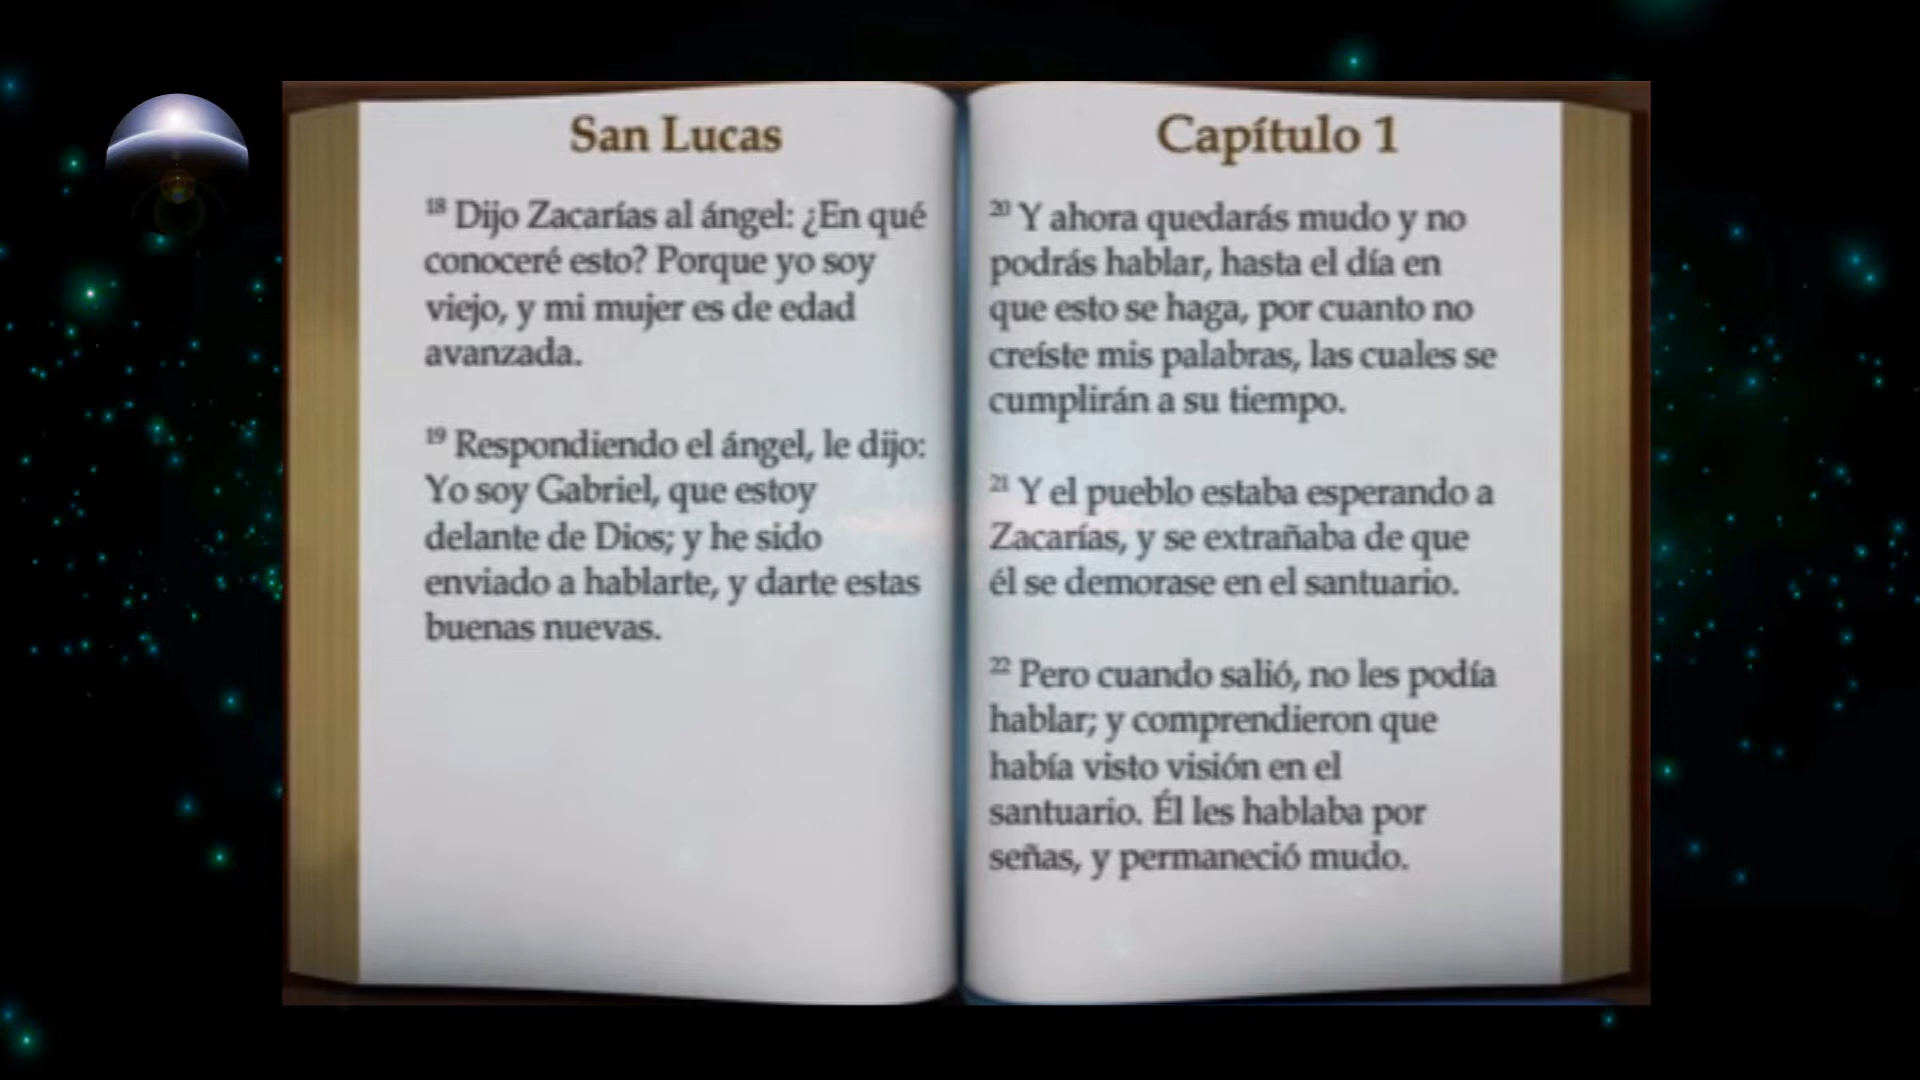 San Lucas
18 Dijo Zacarías al ángel: ¿En qué
conoceré esto? Porque yo soy
viejo, y mi mujer es de edad
avanzada.
19 Respondiendo el ángel, le dijo:
Yo soy Gabriel, que estoy
delante de Dios; y he sido
enviado a hablarte, y darte estas
buenas nuevas.
Capítulo 1
20 Y ahora quedarás mudo y no
podrás hablar, hasta el día en
que esto se haga, por cuanto no
creíste mis palabras, las cuales se
cumplirán a su tiempo.
21 Y el pueblo estaba esperando a
Zacarías, y se extrañaba de que
él se demorase en el santuario.
22 Pero cuando salió, no les podía
hablar; y comprendieron que
había visto visión en el
santuario. Él les hablaba por
señas, y permaneció mudo.